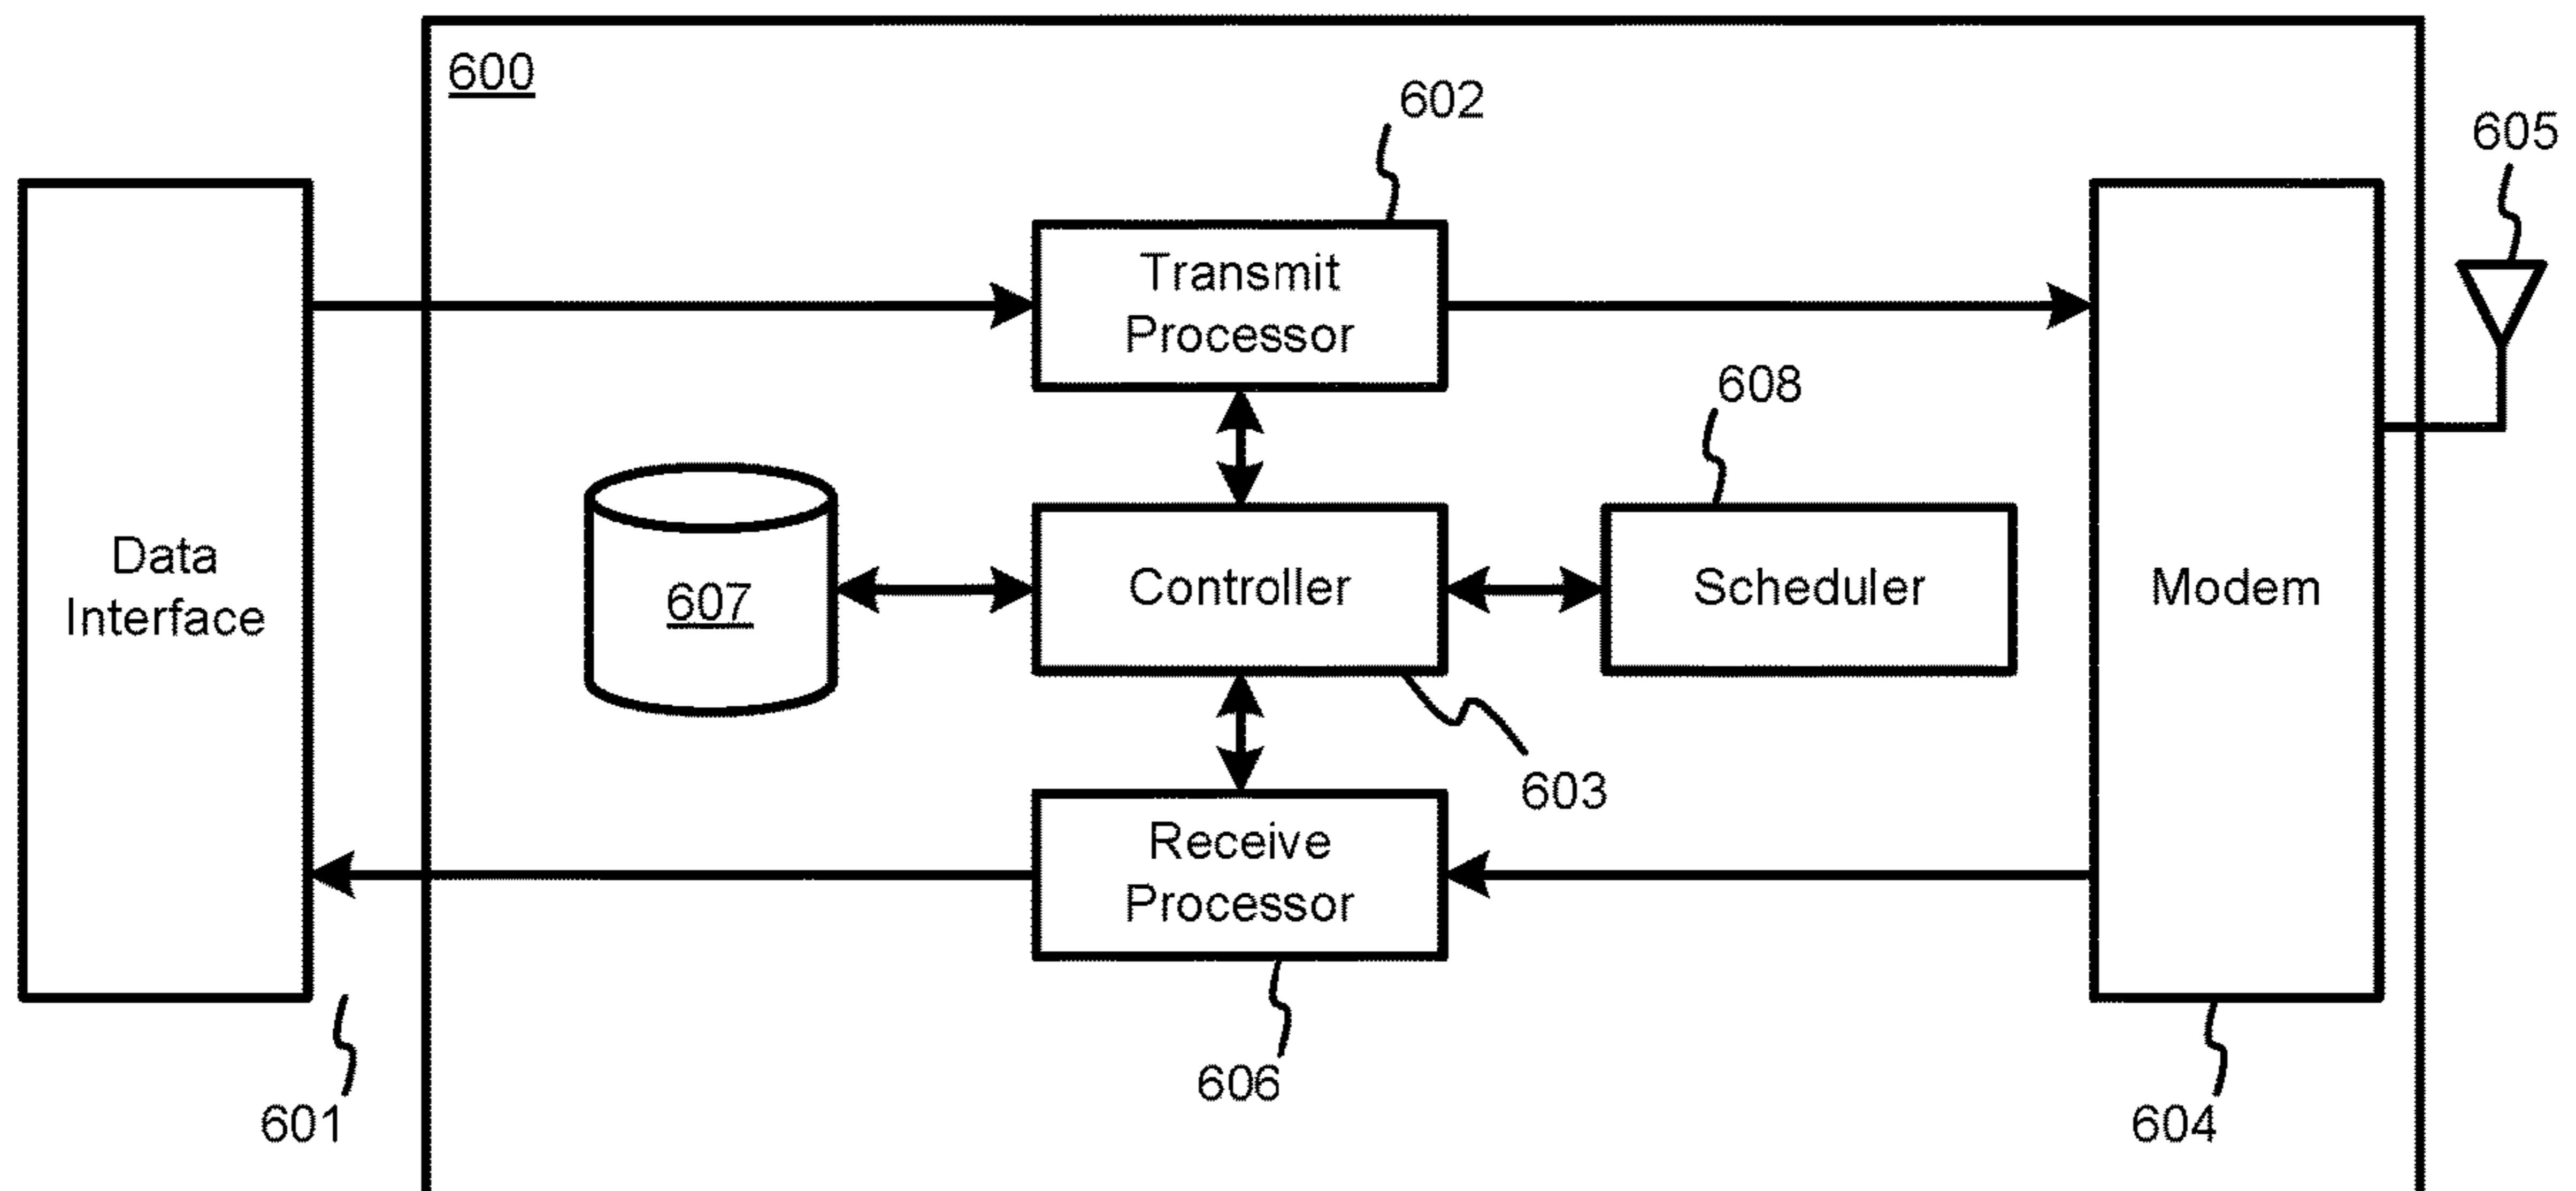 600
602
605
Transmit
Processor
608
Data
Interface
607
Controller
Scheduler
Modem
603
Receive
Processor
606
601
604